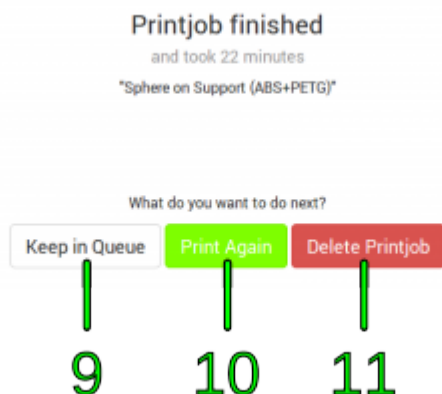 Printjob finished
and took 22 minutes
"Sphere on Support (ABS+PETG)"
What do you want to do next?
Keep in Queue Print Again Delete Printjob
9 10 11